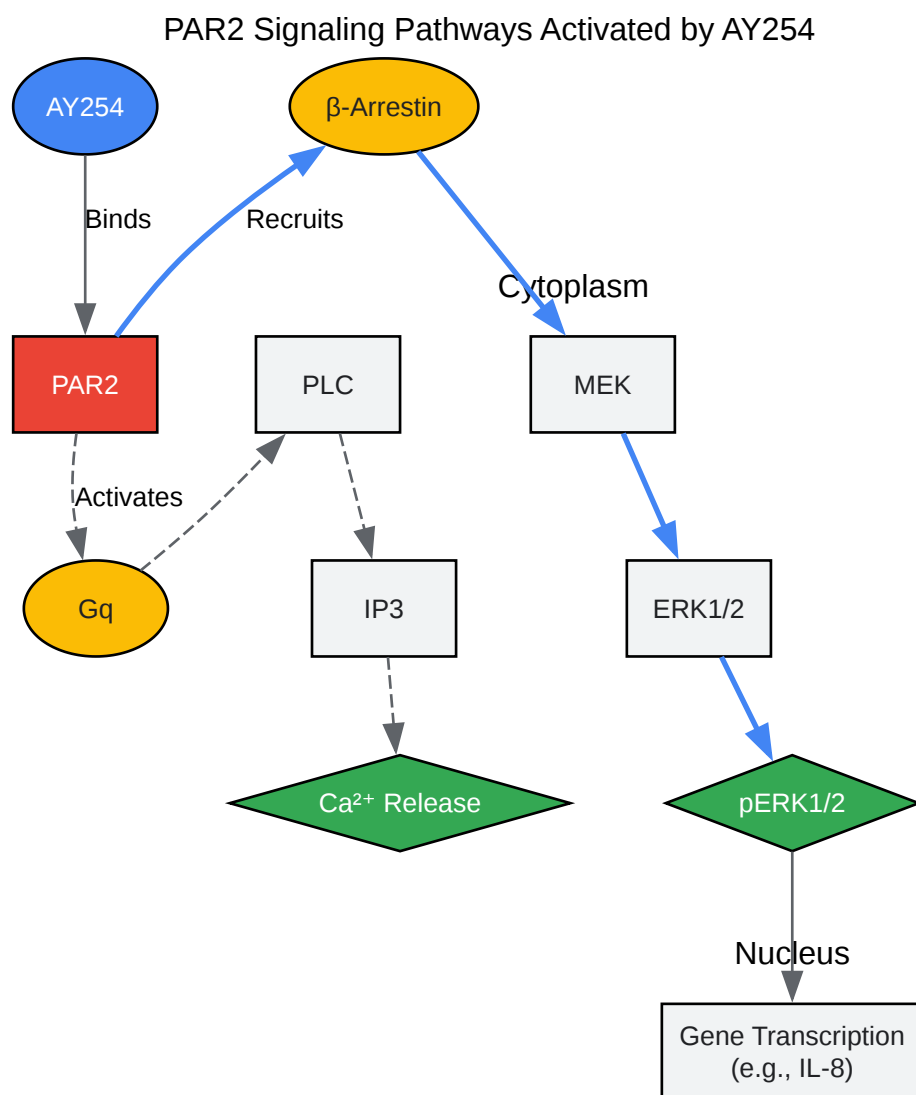 PAR2 Signaling Pathways Activated by AY254
AY254
β-Arrestin
Binds
Recruits
Cytoplasm
PAR2
PLC
MEK
Activates
Gq
IP3
ERK1/2
Ca²⁺ Release
pERK1/2
Nucleus
Gene Transcription
(e.g., IL-8)